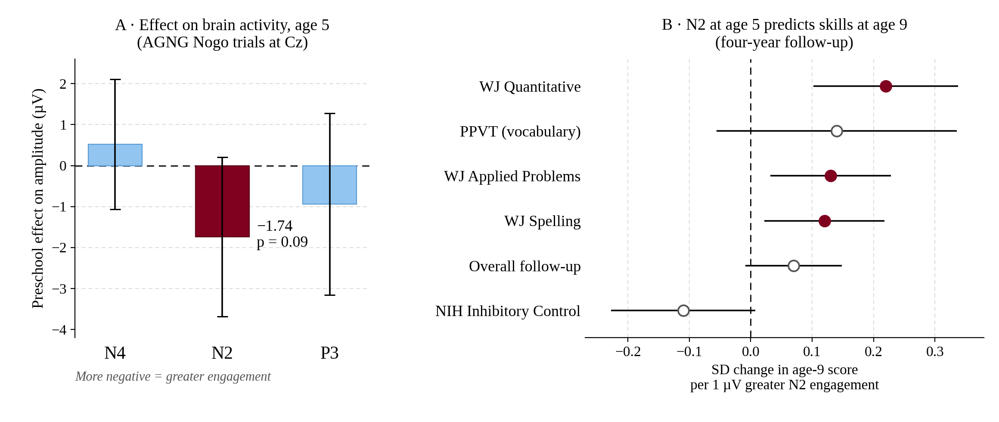 A · Effect on brain activity, age 5
(AGNG Nogo trials at Cz)
Preschool effect on amplitude (µV)
2
1
0
−1
−2
−3
−4
−1.74
p = 0.09
N4
N2
P3
More negative = greater engagement
B · N2 at age 5 predicts skills at age 9
(four-year follow-up)
WJ Quantitative
PPVT (vocabulary)
WJ Applied Problems
WJ Spelling
Overall follow-up
NIH Inhibitory Control
−0.2
−0.1
0.0
0.1
0.2
0.3
SD change in age-9 score
per 1 µV greater N2 engagement